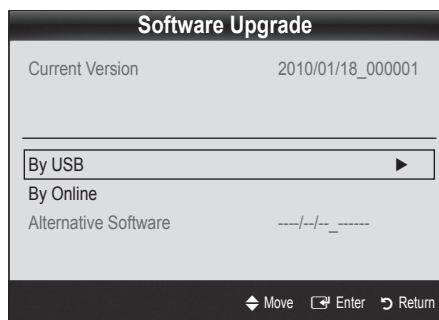 Software Upgrade
Current Version 2010/01/18_000001
By USB ►
By Online
Alternative Software ----/--/--_------
Move Enter Return